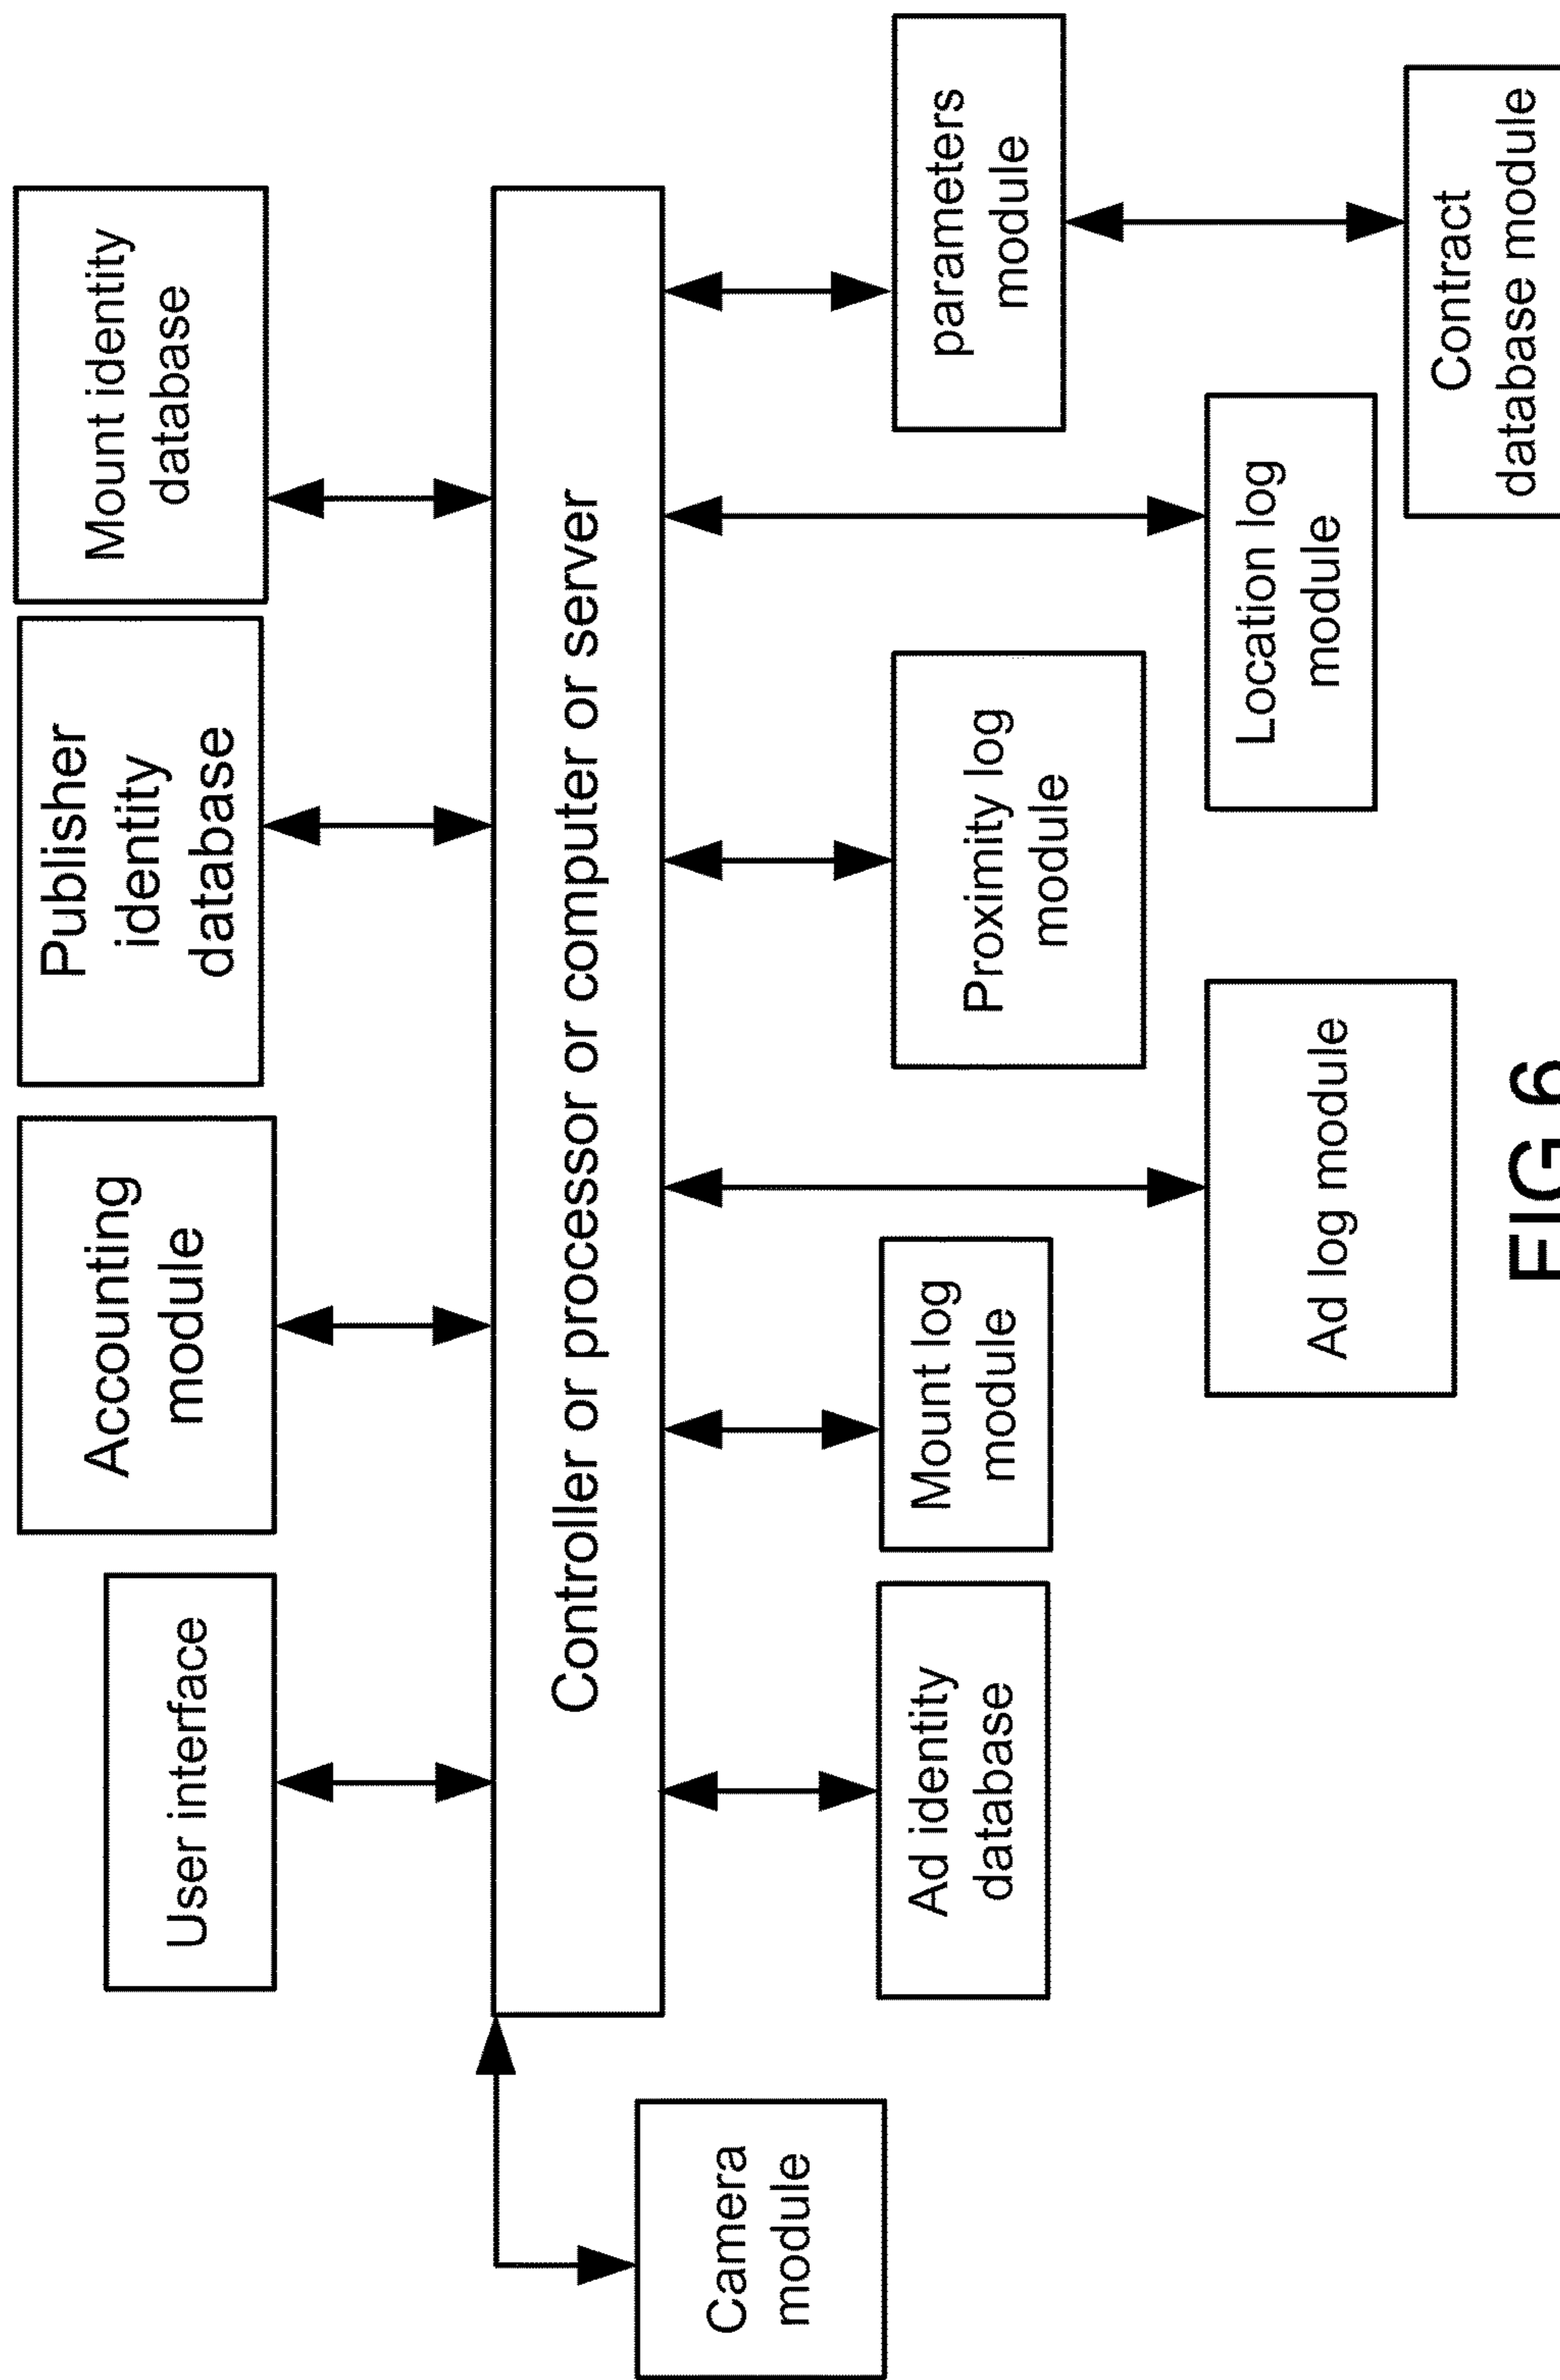 User interface
Accounting
module
Publisher
identity
database
Mount identity
database
Controller or processor or computer or server
Camera
module
Ad identity
database
Mount log
module
Proximity log
module
parameters
module
Ad log module
Location log
module
Contract
database module
FIG 6